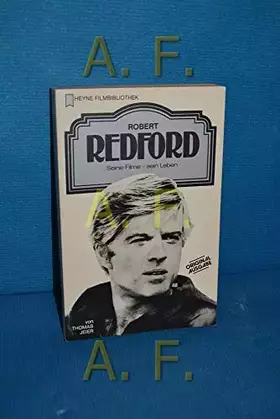 A. F.
HEYNE FILMBIBLIOTHEK
ROBERT
REDFORD
Seine Filme - sein Leben
A. F.
ORIGINAL
AUSGABE
von
THOMAS
JEIER
A. F.